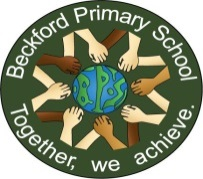 Beckford Primary School
BPS
Together, we achieve.